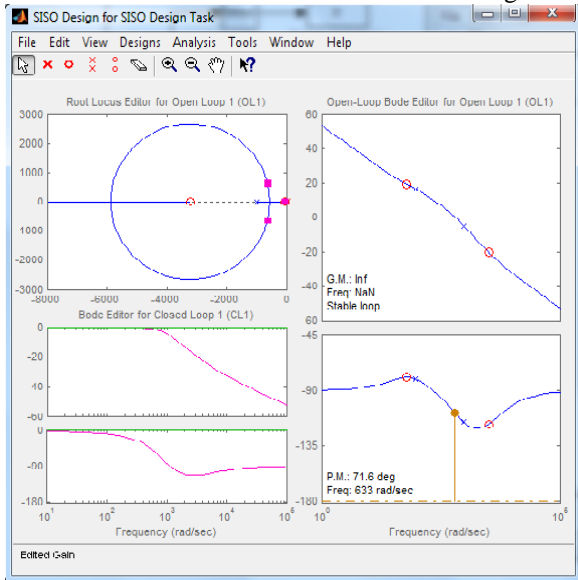 SISO Design for SISO Design Task
File Edit View Designs Analysis Tools Window Help
Root Locus Editor for Open Loop 1 (OL1)
3000
2000
1000
0
-1000
-2000
-3000
-8000 -6000 -4000 -2000 0
Bode Editor for Closed Loop 1 (CL1)
0
-20
-40
-60
0
-90
-180
10^1 10^2 10^3 10^4 10^5
Frequency (rad/sec)
Open-Loop Bode Editor for Open Loop 1 (OL1)
60
40
20
0
-20
-40
-60
G.M.: Inf
Freq: NaN
Stable loop
-45
-90
-135
-180
P.M.: 71.6 deg
Freq: 633 rad/sec
10^0 10^5
Frequency (rad/sec)
Edited Gain